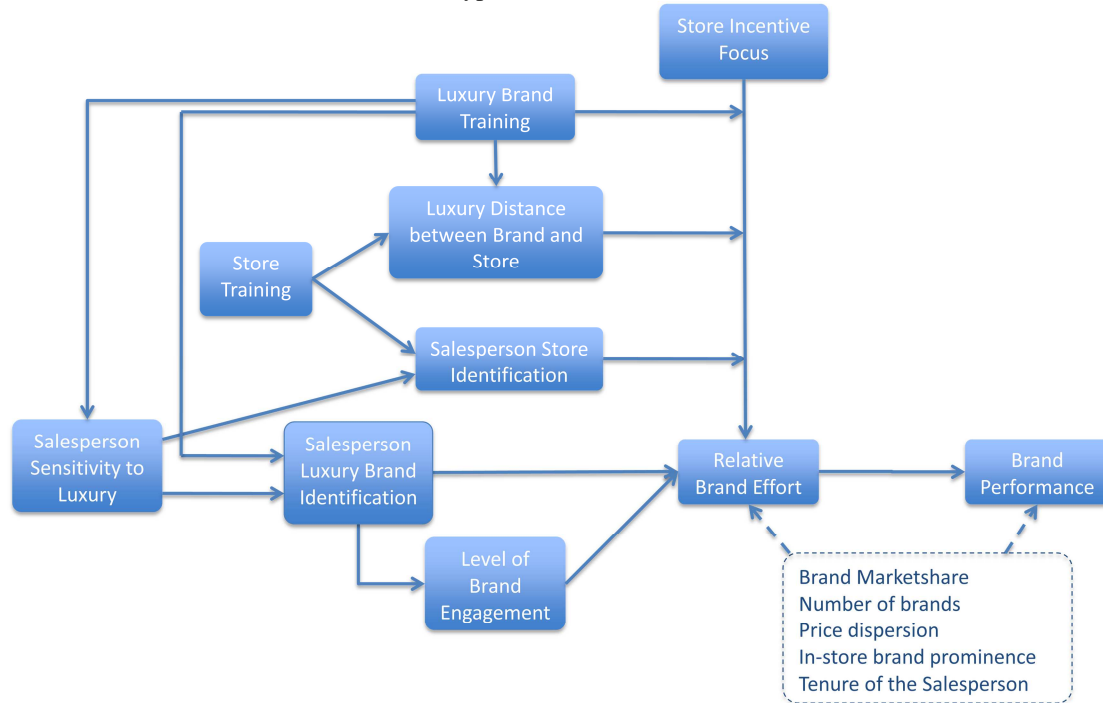 Store Incentive
Focus
Luxury Brand
Training
Luxury Distance
between Brand and
Store
Store
Training
Salesperson Store
Identification
Salesperson
Sensitivity to
Luxury
Salesperson
Luxury Brand
Identification
Relative
Brand Effort
Brand
Performance
Level of
Brand
Engagement
Brand Marketshare
Number of brands
Price dispersion
In-store brand prominence
Tenure of the Salesperson